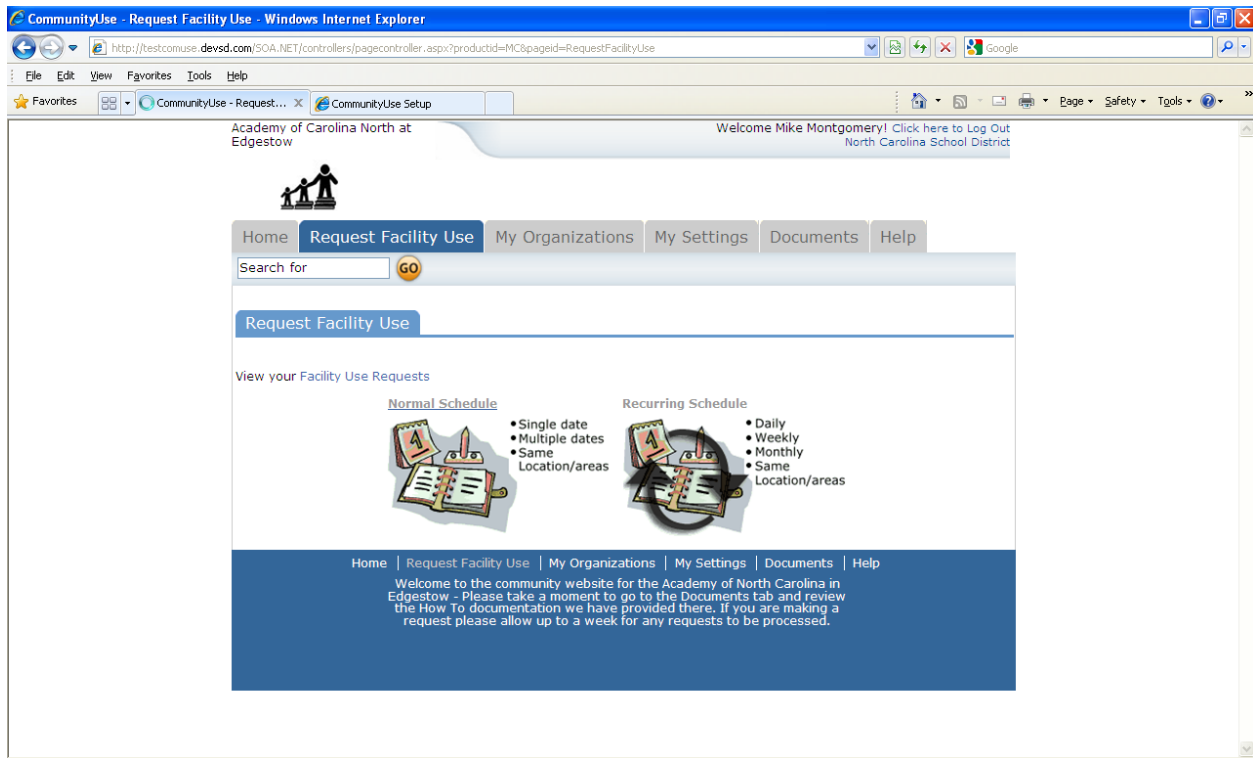 CommunityUse - Request Facility Use - Windows Internet Explorer
http://testcomuse.devsd.com/SOA.NET/controllers/pagecontroller.aspx?productid=MC&pageid=RequestFacilityUse
Google
File Edit View Favorites Tools Help
Favorites CommunityUse - Request... X CommunityUse Setup Page Safety Tools »
Academy of Carolina North at
Edgestow
Welcome Mike Montgomery! Click here to Log Out
North Carolina School District
Home Request Facility Use My Organizations My Settings Documents Help
Search for GO
Request Facility Use
View your Facility Use Requests
Normal Schedule
• Single date
• Multiple dates
• Same
Location/areas
1
Recurring Schedule
• Daily
• Weekly
• Monthly
• Same
Location/areas
1
Home | Request Facility Use | My Organizations | My Settings | Documents | Help
Welcome to the community website for the Academy of North Carolina in
Edgestow - Please take a moment to go to the Documents tab and review
the How To documentation we have provided there. If you are making a
request please allow up to a week for any requests to be processed.